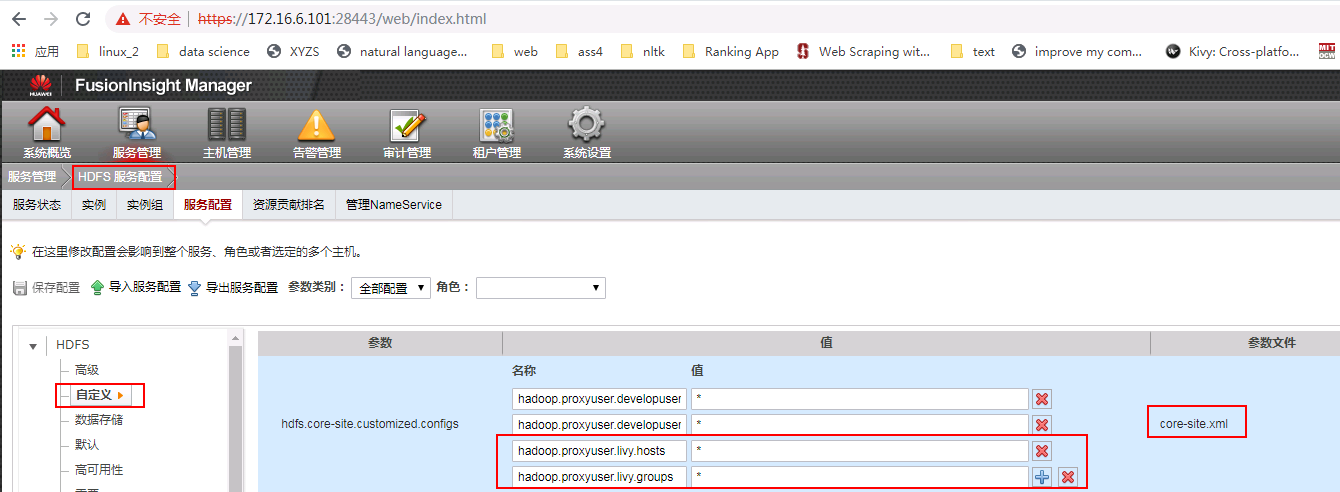 不安全 https://172.16.6.101:28443/web/index.html
应用 linux_2 data science XYZS natural language... web ass4 nltk Ranking App Web Scraping wit... text improve my com... Kivy: Cross-platfo... MIT OCW
HUAWEI FusionInsight Manager
系统概览 服务管理 主机管理 告警管理 审计管理 租户管理 系统设置
服务管理 HDFS 服务配置
服务状态 实例 实例组 服务配置 资源贡献排名 管理NameService
在这里修改配置会影响到整个服务、角色或者选定的多个主机。
保存配置 导入服务配置 导出服务配置 参数类别： 全部配置 角色：
HDFS
高级
自定义
数据存储
默认
高可用性
参数 值 参数文件
名称 值
hdfs.core-site.customized.configs
hadoop.proxyuser.developuser *
hadoop.proxyuser.developuser *
hadoop.proxyuser.livy.hosts *
hadoop.proxyuser.livy.groups *
core-site.xml